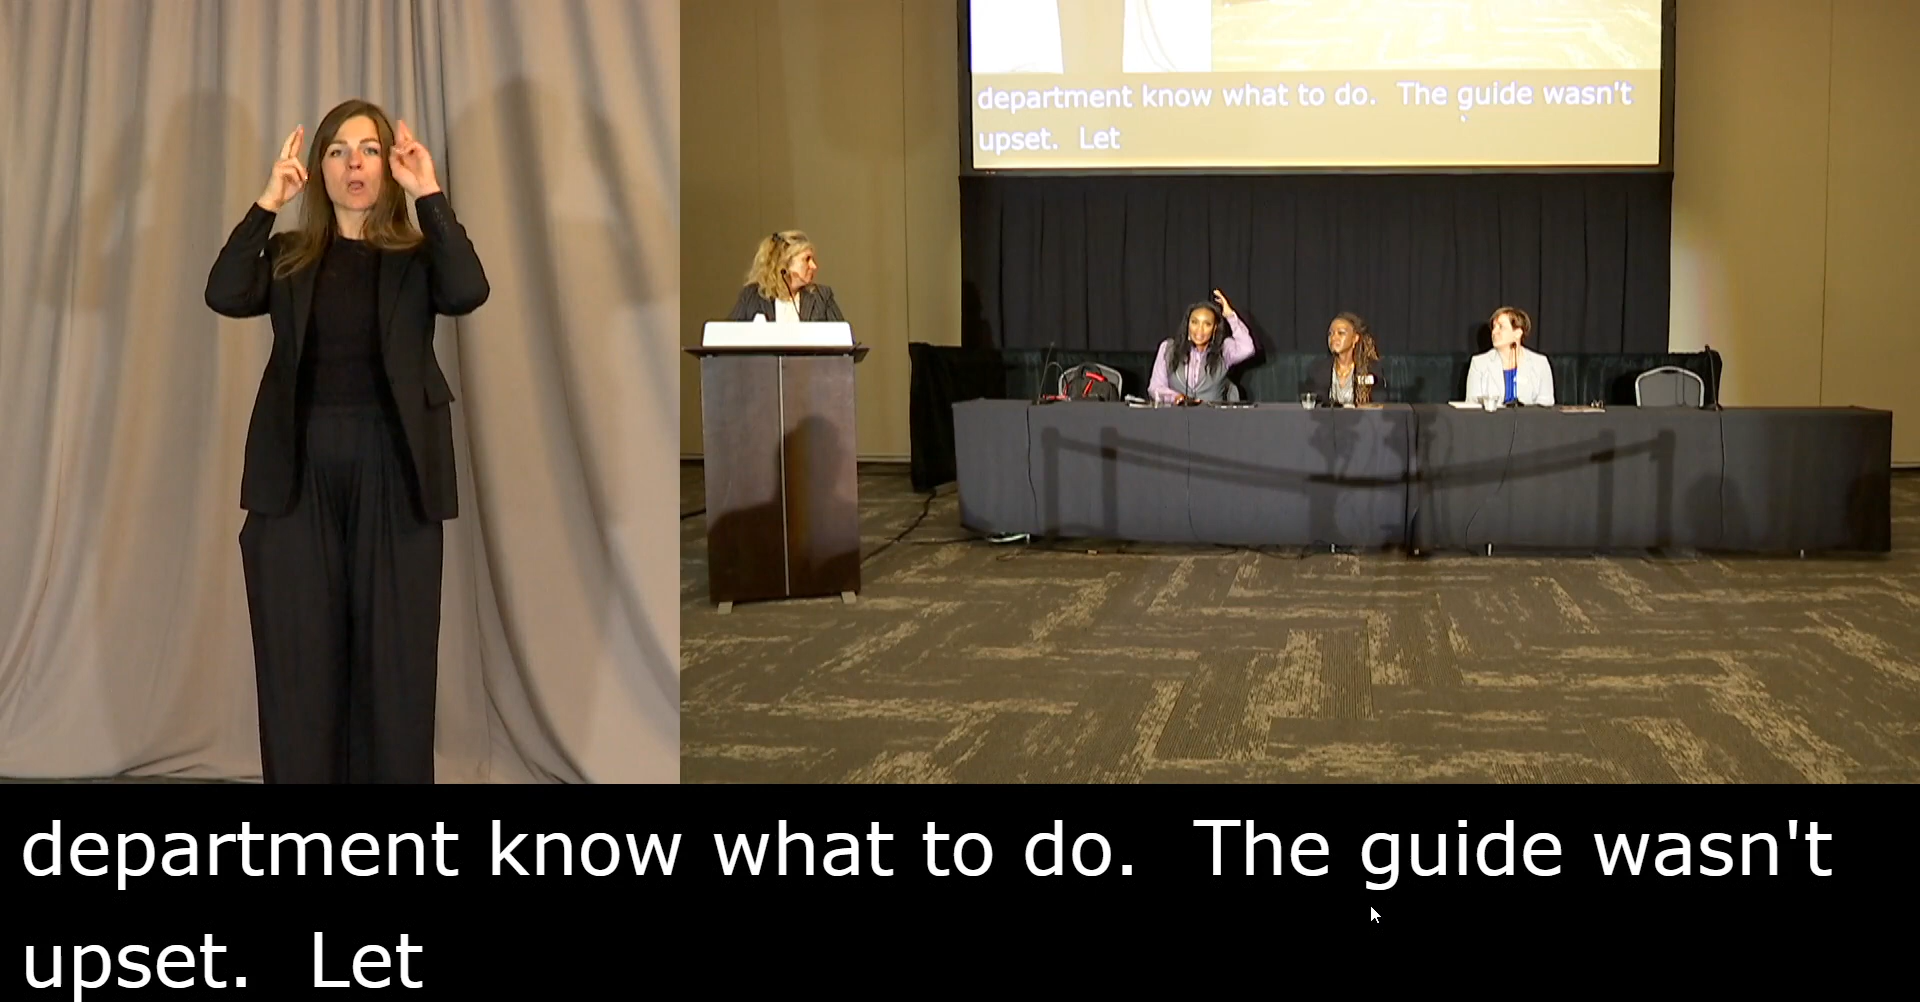 department know what to do.  The guide wasn't
upset.  Let
department know what to do.  The guide wasn't
upset.  Let